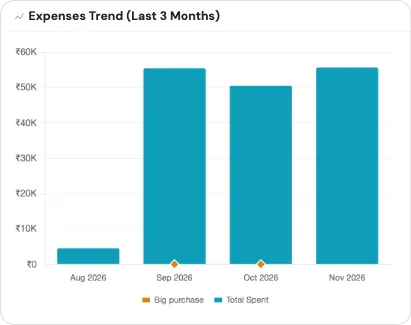 Expenses Trend (Last 3 Months)
₹60K
₹50K
₹40K
₹30K
₹20K
₹10K
₹0
Aug 2026 Sep 2026 Oct 2026 Nov 2026
Big purchase Total Spent